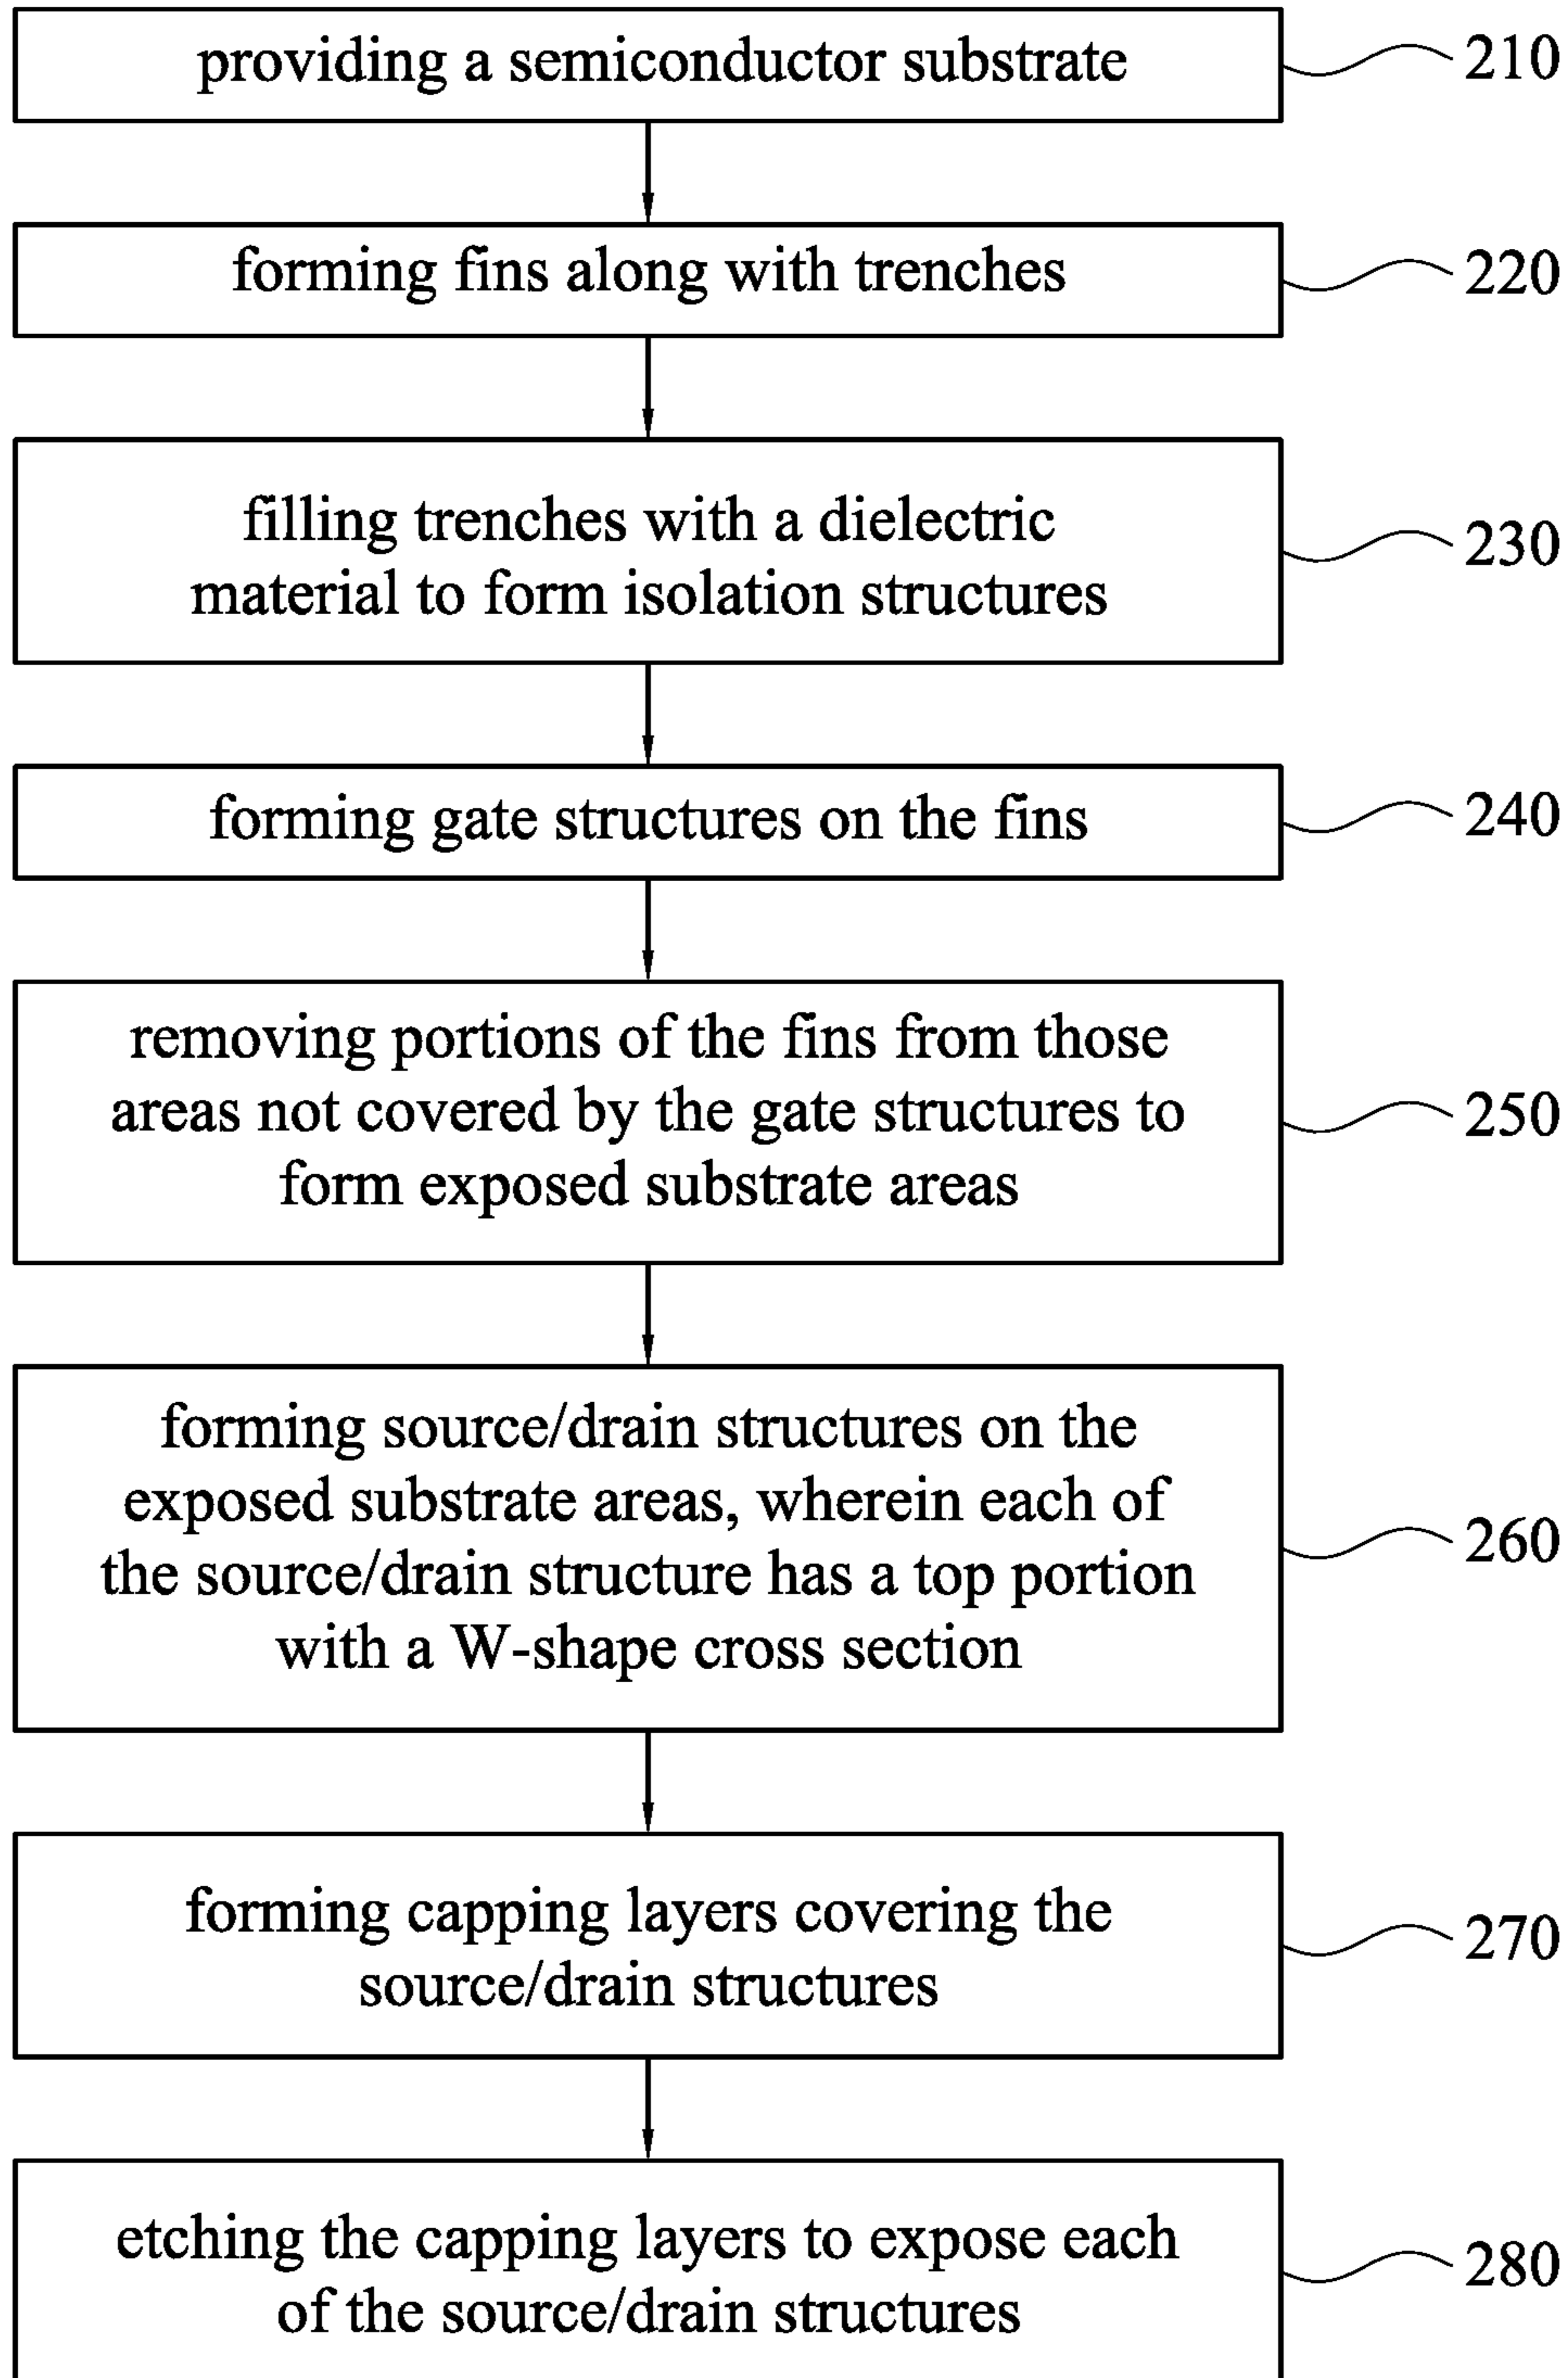 providing a semiconductor substrate
210
forming fins along with trenches
220
filling trenches with a dielectric
material to form isolation structures
230
forming gate structures on the fins
240
removing portions of the fins from those
areas not covered by the gate structures to
form exposed substrate areas
250
forming source/drain structures on the
exposed substrate areas, wherein each of
the source/drain structure has a top portion
with a W-shape cross section
260
forming capping layers covering the
source/drain structures
270
etching the capping layers to expose each
of the source/drain structures
280